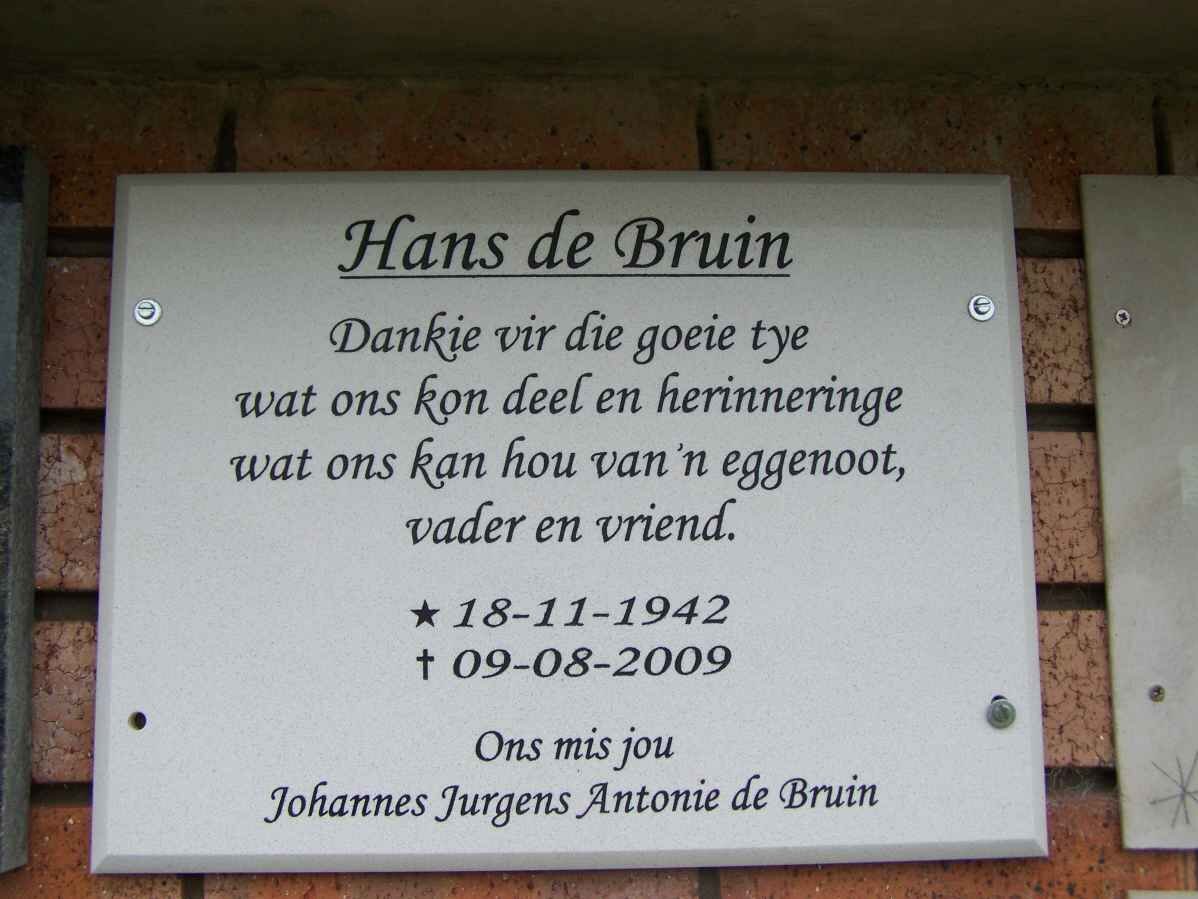 Hans de Bruin
Dankie vir die goeie tye
wat ons kon deel en herinneringe
wat ons kan hou van 'n eggenoot,
vader en vriend.
★ 18-11-1942
† 09-08-2009
Ons mis jou
Johannes Jurgens Antonie de Bruin